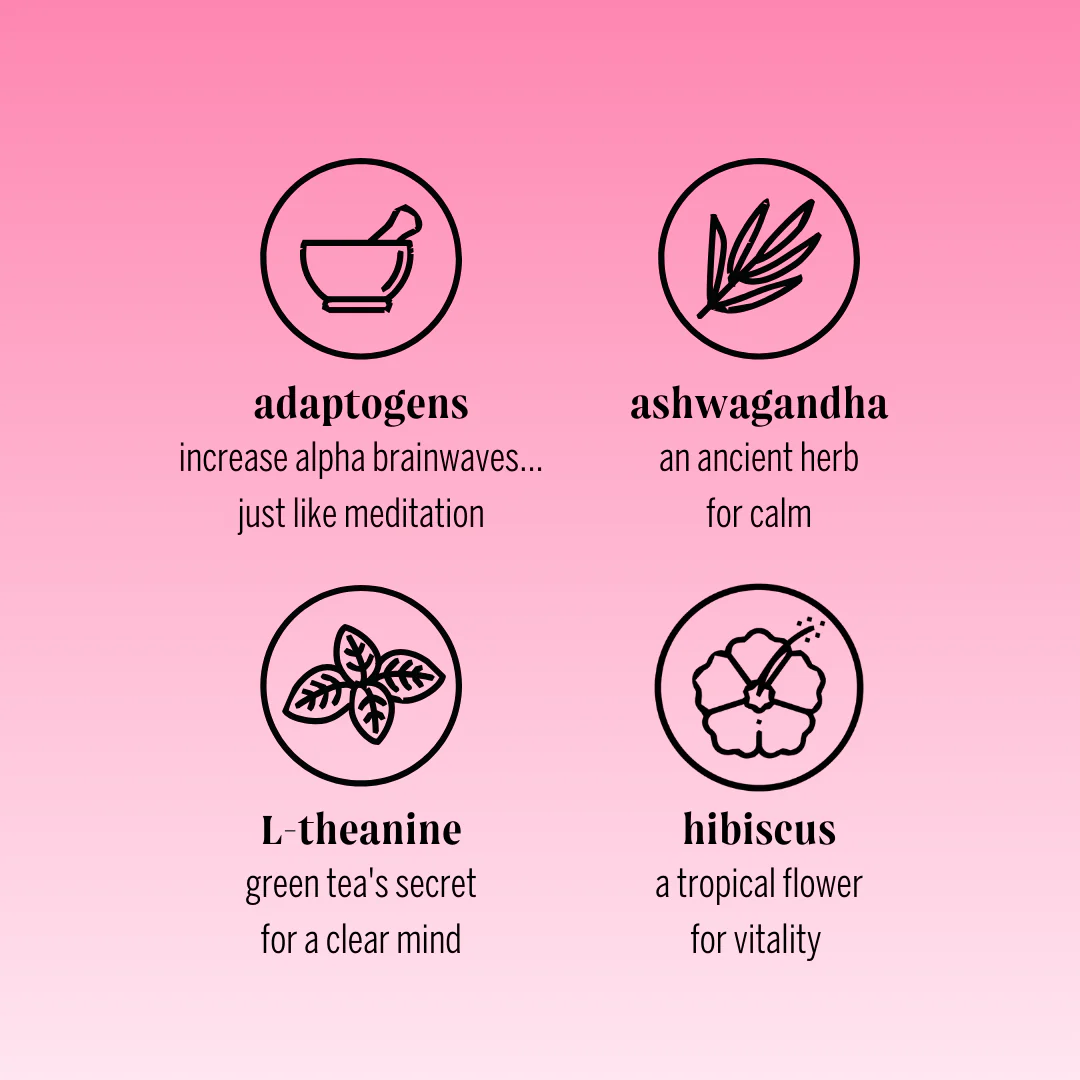 adaptogens
increase alpha brainwaves...
just like meditation
ashwagandha
an ancient herb
for calm
L-theanine
green tea's secret
for a clear mind
hibiscus
a tropical flower
for vitality